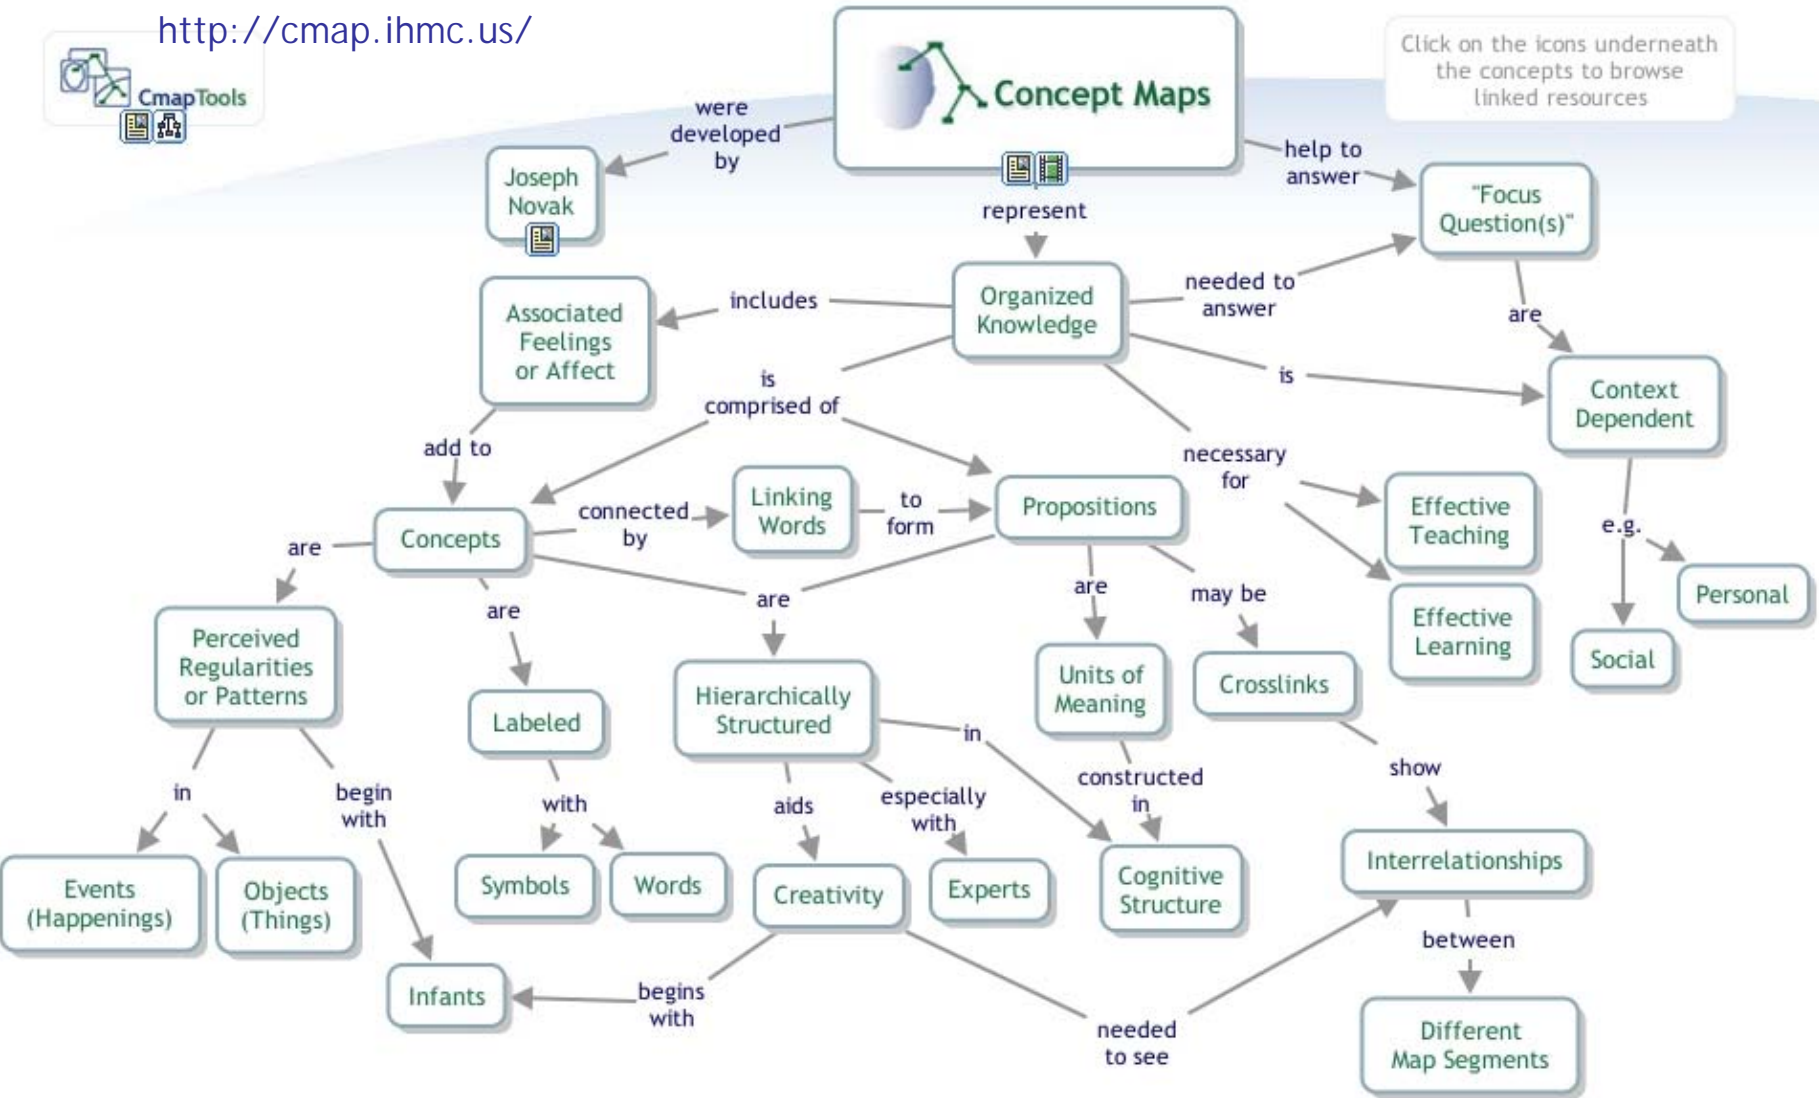 http://cmap.ihmc.us/
CmapTools
Concept Maps
Click on the icons underneath
the concepts to browse
linked resources
were
developed
by
help to
answer
Joseph
Novak
represent
"Focus
Question(s)"
Associated
Feelings
or Affect
includes
Organized
Knowledge
needed to
answer
are
is
comprised of
is
Context
Dependent
add to
necessary
for
Concepts
connected
by
Linking
Words
to
form
Propositions
Effective
Teaching
e.g.
are
are
are
are
may be
Effective
Learning
Personal
Social
Perceived
Regularities
or Patterns
Labeled
Hierarchically
Structured
Units of
Meaning
Crosslinks
in
in
begin
with
with
aids
especially
with
constructed
in
show
Events
(Happenings)
Objects
(Things)
Symbols
Words
Creativity
Experts
Cognitive
Structure
Interrelationships
between
Infants
begins
with
needed
to see
Different
Map Segments